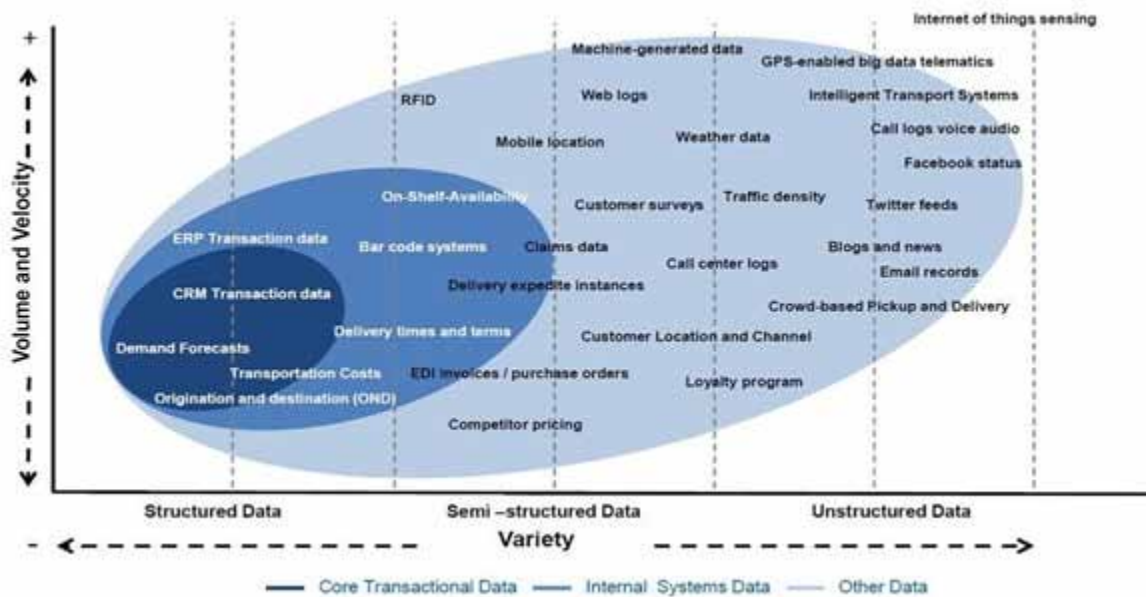 Internet of things sensing
+
Machine-generated data
GPS-enabled big data telematics
RFID
Web logs
Intelligent Transport Systems
Mobile location
Weather data
Call logs voice audio
Facebook status
On-Shelf-Availability
Customer surveys
Traffic density
Twitter feeds
ERP Transaction data
Bar code systems
Claims data
Blogs and news
Call center logs
Email records
CRM Transaction data
Delivery expedite instances
Crowd-based Pickup and Delivery
Delivery times and terms
Customer Location and Channel
Demand Forecasts
Transportation Costs
EDI invoices / purchase orders
Loyalty program
Origination and destination (OND)
Competitor pricing
Volume and Velocity
Structured Data
Semi –structured Data
Unstructured Data
-
Variety
Core Transactional Data
Internal Systems Data
Other Data